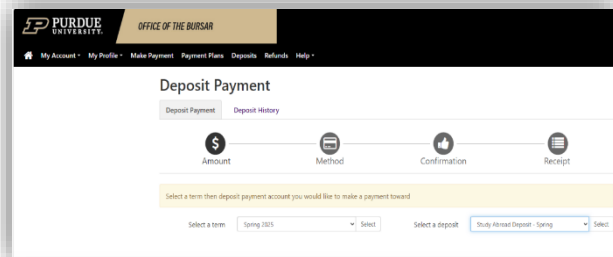 PURDUE
UNIVERSITY.
OFFICE OF THE BURSAR
My Account My Profile Make Payment Payment Plans Deposits Refunds Help
Deposit Payment
Deposit Payment Deposit History
$
Amount Method Confirmation Receipt
Select a term then deposit payment account you would like to make a payment toward
Select a term Spring 2025 Select Select a deposit Study Abroad Deposit - Spring Select